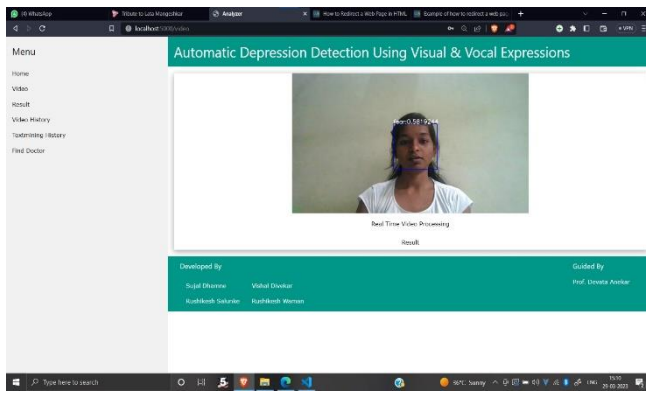 (4) WhatsApp
Tribute to Lata Mangeshkar
Analyzer
How to Redirect a Web Page in HTML
Example of how to redirect a web pa
localhost:5000/video
VPN
Menu
Automatic Depression Detection Using Visual & Vocal Expressions
Home
Video
Result
Video History
Textmining History
Find Doctor
Real Time Video Processing
Result
Developed By
Guided By
Sujal Dhamne
Vishal Divekar
Prof. Devata Anekar
Rushikesh Salunke
Rushikesh Waman
Type here to search
36°C Sunny
ENG